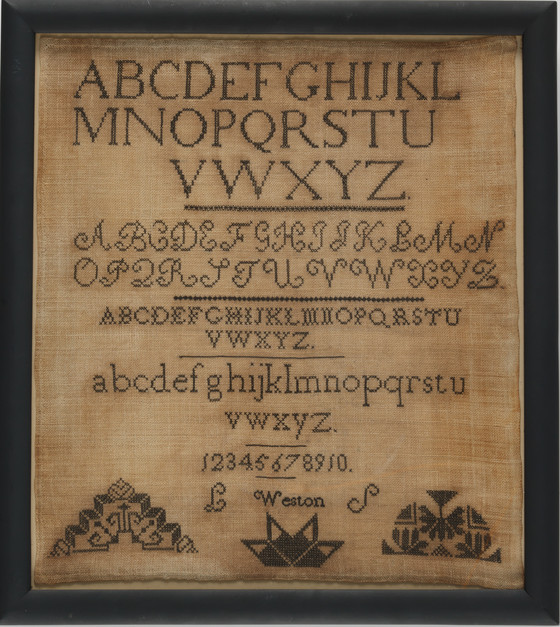 ABCDEFGHIJKL
MNOPQRSTU
VWXYZ.
ABCDEFGHIJKLMN
OPQRSTUVWXYZ.
ABCDEFGHIJKLMNOPQRSTU
VWXYZ.
abcdefghijklmnopqrstu
vwxyz.
12345678910.
L Weston S